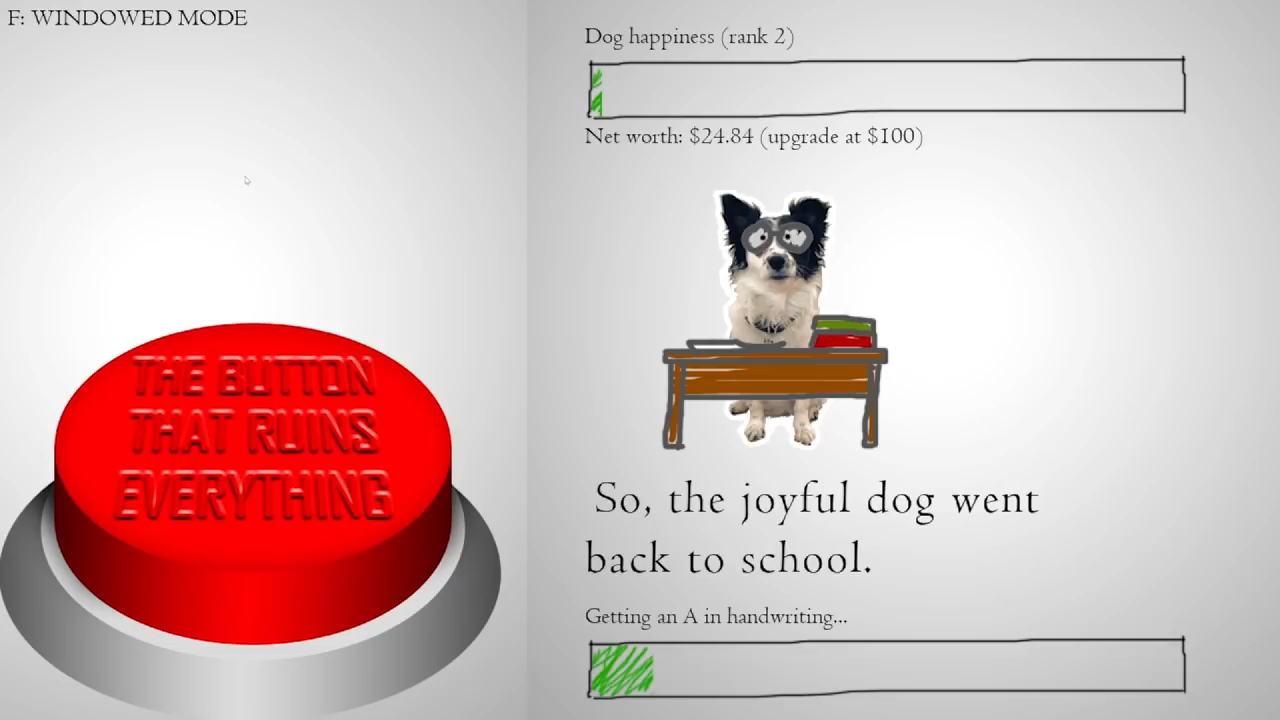 F: WINDOWED MODE
THE BUTTON
THAT RUINS
EVERYTHING
Dog happiness (rank 2)
Net worth: $24.84 (upgrade at $100)
So, the joyful dog went
back to school.
Getting an A in handwriting...